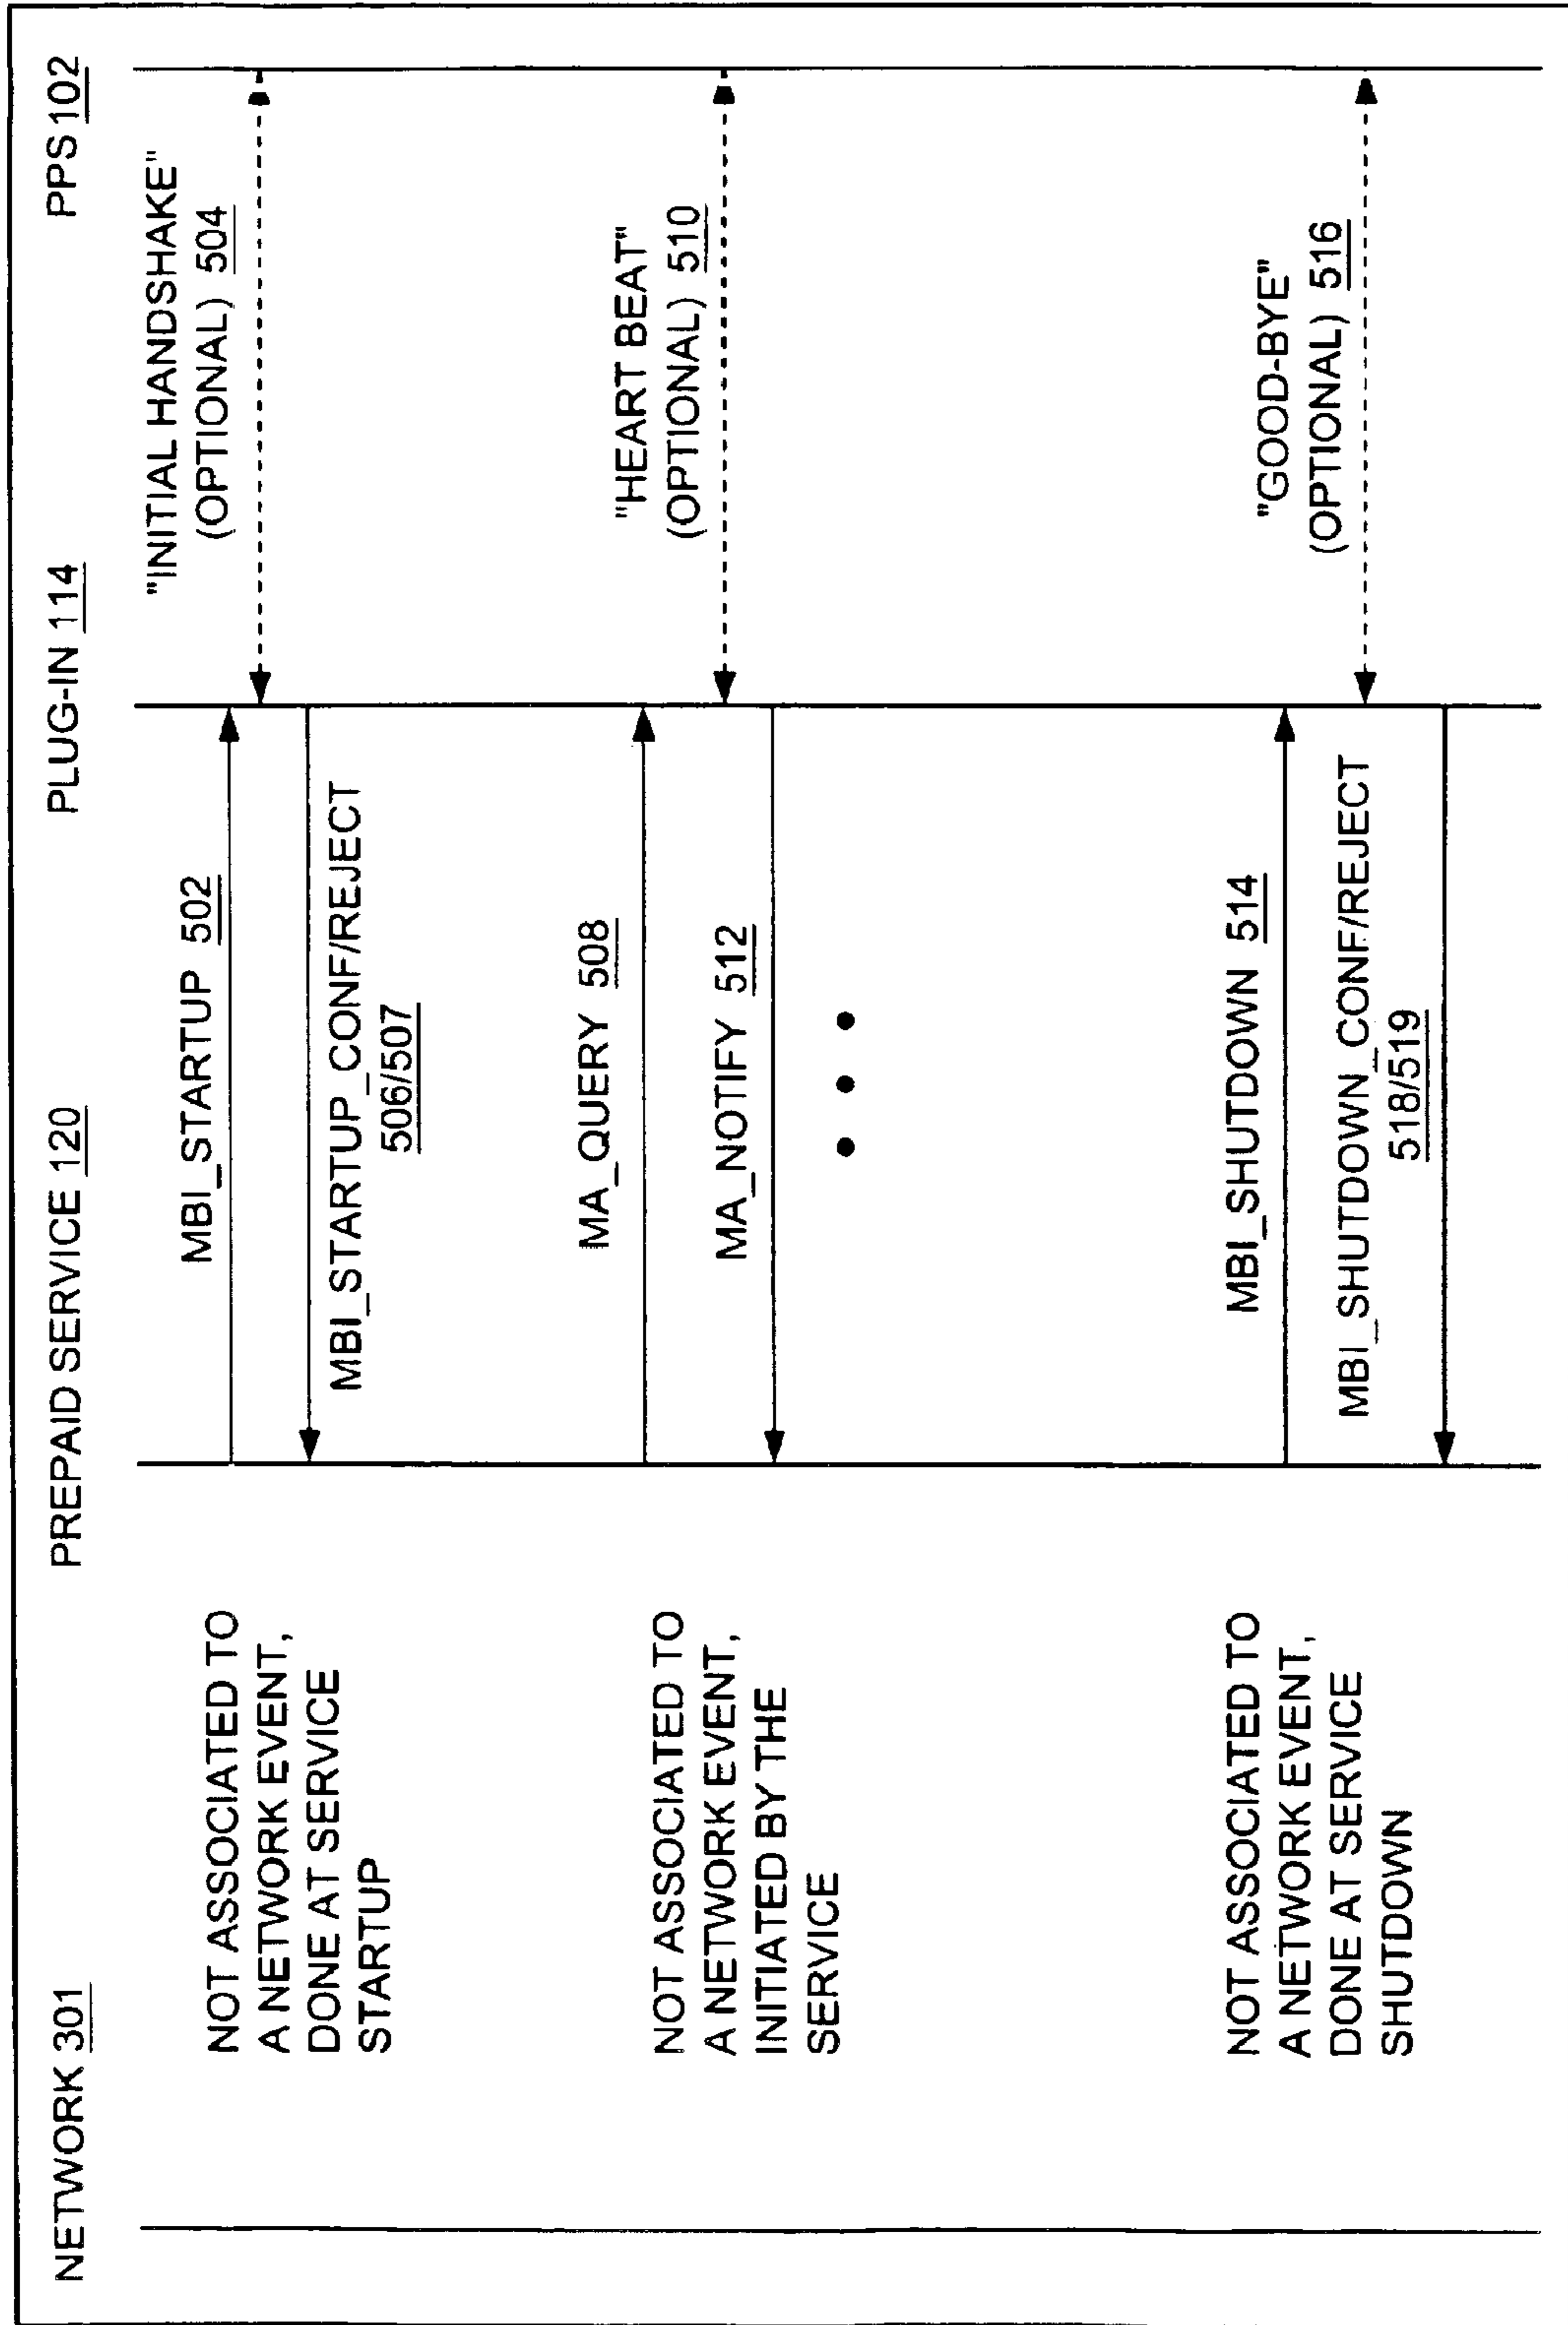 NETWORK 301
PREPAID SERVICE 120
PLUG-IN 114
PPS 102
NOT ASSOCIATED TO
A NETWORK EVENT,
DONE AT SERVICE
STARTUP
MBI_STARTUP 502
MBI_STARTUP_CONF/REJECT
506/507
"INITIAL HANDSHAKE"
(OPTIONAL) 504
NOT ASSOCIATED TO
A NETWORK EVENT,
INITIATED BY THE
SERVICE
MA_QUERY 508
MA_NOTIFY 512
"HEART BEAT"
(OPTIONAL) 510
NOT ASSOCIATED TO
A NETWORK EVENT,
DONE AT SERVICE
SHUTDOWN
MBI_SHUTDOWN 514
MBI_SHUTDOWN_CONF/REJECT
518/519
"GOOD-BYE"
(OPTIONAL) 516